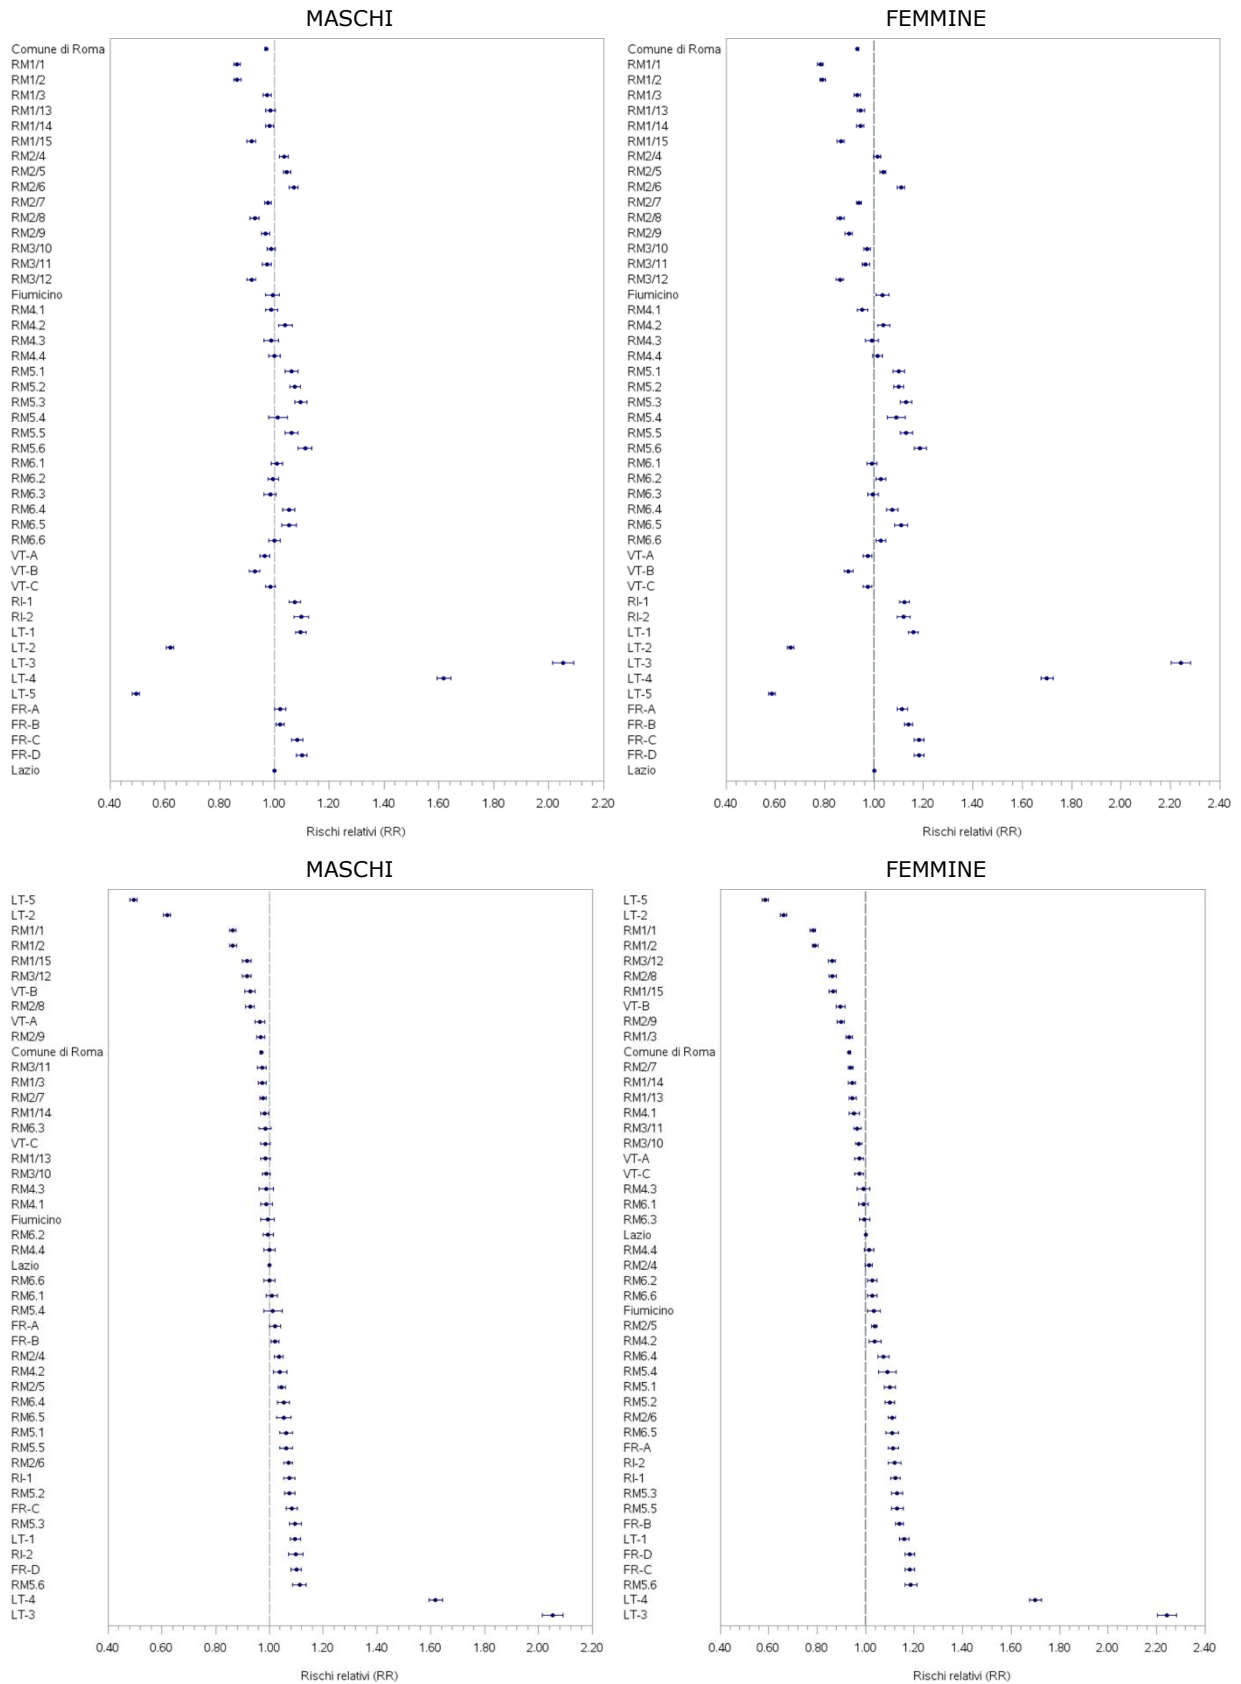 MASCHI
Comune di Roma
RM1/1
RM1/2
RM1/3
RM1/13
RM1/14
RM1/15
RM2/4
RM2/5
RM2/6
RM2/7
RM2/8
RM2/9
RM3/10
RM3/11
RM3/12
Fiumicino
RM4.1
RM4.2
RM4.3
RM4.4
RM5.1
RM5.2
RM5.3
RM5.4
RM5.5
RM5.6
RM6.1
RM6.2
RM6.3
RM6.4
RM6.5
RM6.6
VT-A
VT-B
VT-C
RI-1
RI-2
LT-1
LT-2
LT-3
LT-4
LT-5
FR-A
FR-B
FR-C
FR-D
Lazio
0.40 0.60 0.80 1.00 1.20 1.40 1.60 1.80 2.00 2.20
Rischi relativi (RR)
FEMMINE
Comune di Roma
RM1/1
RM1/2
RM1/3
RM1/13
RM1/14
RM1/15
RM2/4
RM2/5
RM2/6
RM2/7
RM2/8
RM2/9
RM3/10
RM3/11
RM3/12
Fiumicino
RM4.1
RM4.2
RM4.3
RM4.4
RM5.1
RM5.2
RM5.3
RM5.4
RM5.5
RM5.6
RM6.1
RM6.2
RM6.3
RM6.4
RM6.5
RM6.6
VT-A
VT-B
VT-C
RI-1
RI-2
LT-1
LT-2
LT-3
LT-4
LT-5
FR-A
FR-B
FR-C
FR-D
Lazio
0.40 0.60 0.80 1.00 1.20 1.40 1.60 1.80 2.00 2.20 2.40
Rischi relativi (RR)
MASCHI
LT-5
LT-2
RM1/1
RM1/2
RM1/15
RM3/12
VT-B
RM2/8
VT-A
RM2/9
Comune di Roma
RM3/11
RM1/3
RM2/7
RM1/14
RM6.3
VT-C
RM1/13
RM3/10
RM4.3
RM4.1
Fiumicino
RM6.2
RM4.4
Lazio
RM6.6
RM6.1
RM5.4
FR-A
FR-B
RM2/4
RM4.2
RM2/5
RM6.4
RM6.5
RM5.1
RM5.5
RM2/6
RI-1
RM5.2
FR-C
RM5.3
LT-1
RI-2
FR-D
RM5.6
LT-4
LT-3
0.40 0.60 0.80 1.00 1.20 1.40 1.60 1.80 2.00 2.20
Rischi relativi (RR)
FEMMINE
LT-5
LT-2
RM1/1
RM1/2
RM3/12
RM2/8
RM1/15
VT-B
RM2/9
RM1/3
Comune di Roma
RM2/7
RM1/14
RM1/13
RM4.1
RM3/11
RM3/10
VT-A
VT-C
RM4.3
RM6.1
RM6.3
Lazio
RM4.4
RM2/4
RM6.2
RM6.6
Fiumicino
RM2/5
RM4.2
RM6.4
RM5.4
RM5.1
RM5.2
RM2/6
RM6.5
FR-A
RI-2
RI-1
RM5.3
RM5.5
FR-B
LT-1
FR-D
FR-C
RM5.6
LT-4
LT-3
0.40 0.60 0.80 1.00 1.20 1.40 1.60 1.80 2.00 2.20 2.40
Rischi relativi (RR)